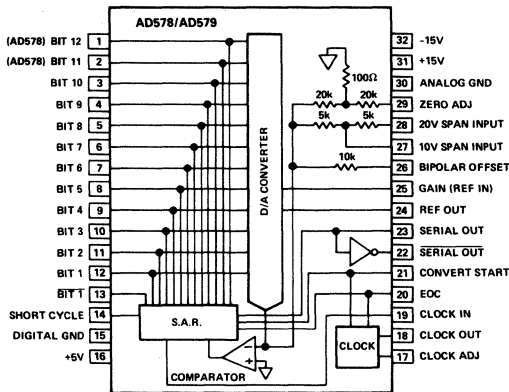 AD578/AD579
(AD578) BIT 12 1
(AD578) BIT 11 2
BIT 10 3
BIT 9 4
BIT 8 5
BIT 7 6
BIT 6 7
BIT 5 8
BIT 4 9
BIT 3 10
BIT 2 11
BIT 1 12
BIT 1 13
SHORT CYCLE 14
DIGITAL GND 15
+5V 16
D/A CONVERTER
S.A.R.
COMPARATOR
−
+
100Ω
20k 20k
5k 5k
10k
CLOCK
32 -15V
31 +15V
30 ANALOG GND
29 ZERO ADJ
28 20V SPAN INPUT
27 10V SPAN INPUT
26 BIPOLAR OFFSET
25 GAIN (REF IN)
24 REF OUT
23 SERIAL OUT
22 SERIAL OUT
21 CONVERT START
20 EOC
19 CLOCK IN
18 CLOCK OUT
17 CLOCK ADJ